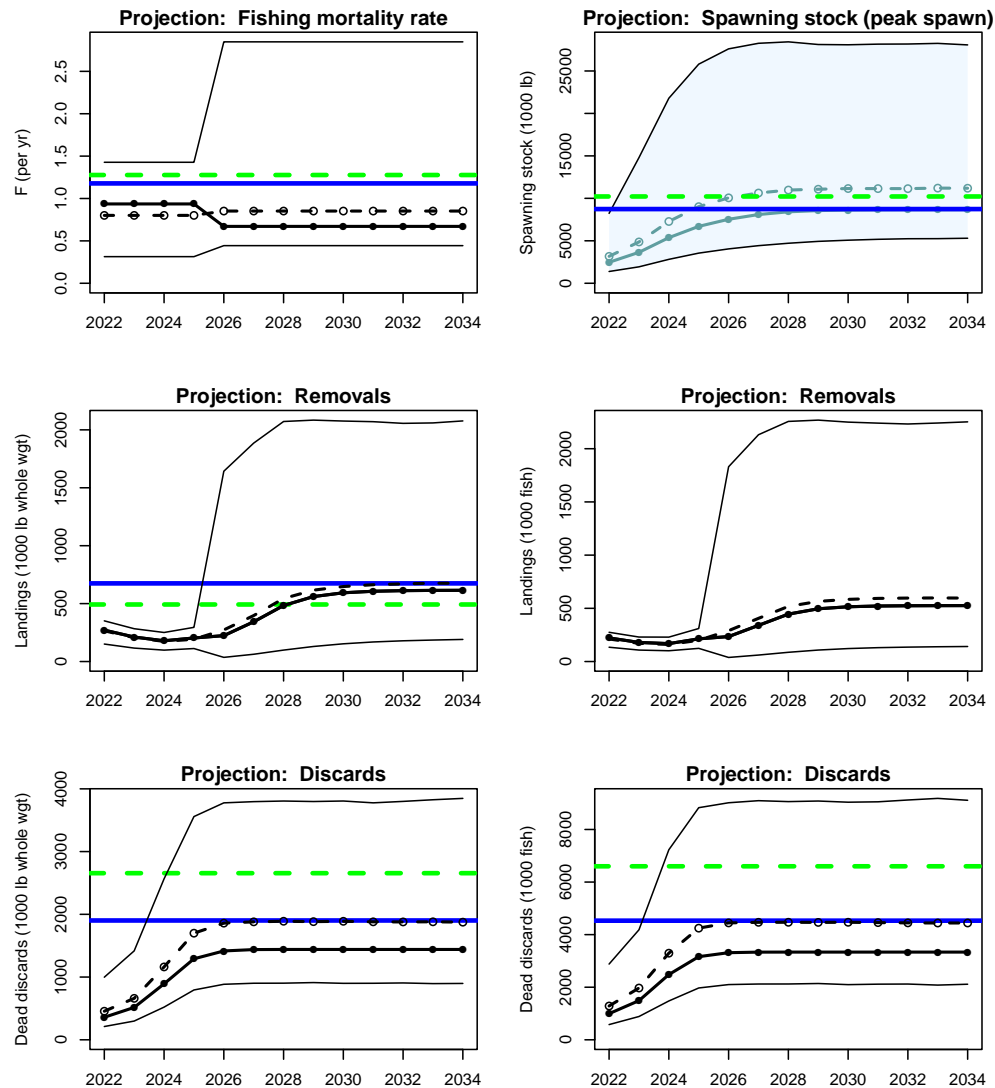 Projection:  Fishing mortality rate
F (per yr)
0.0 0.5 1.0 1.5 2.0 2.5
2022 2024 2026 2028 2030 2032 2034
Projection:  Spawning stock (peak spawn)
Spawning stock (1000 lb)
0 5000 15000 25000
2022 2024 2026 2028 2030 2032 2034
Projection:  Removals
Landings (1000 lb whole wgt)
0 500 1000 1500 2000
2022 2024 2026 2028 2030 2032 2034
Projection:  Removals
Landings (1000 fish)
0 500 1000 1500 2000
2022 2024 2026 2028 2030 2032 2034
Projection:  Discards
Dead discards (1000 lb whole wgt)
0 1000 2000 3000 4000
2022 2024 2026 2028 2030 2032 2034
Projection:  Discards
Dead discards (1000 fish)
0 2000 4000 6000 8000
2022 2024 2026 2028 2030 2032 2034